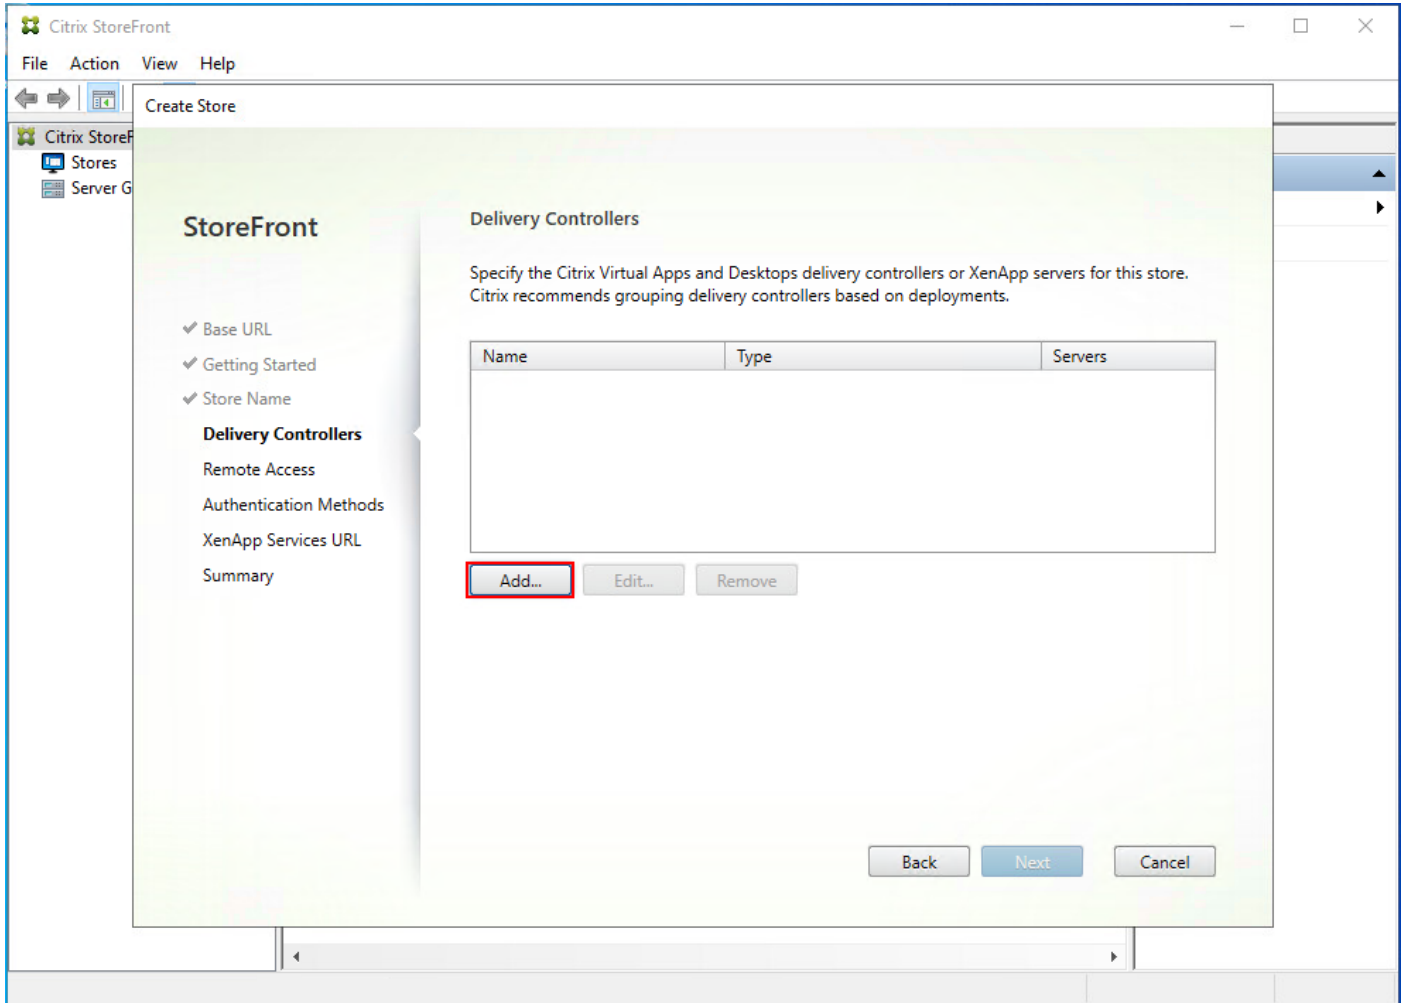 Citrix StoreFront
File Action View Help
Create Store
Citrix StoreF
Stores
Server G
StoreFront
Base URL
Getting Started
Store Name
Delivery Controllers
Remote Access
Authentication Methods
XenApp Services URL
Summary
Delivery Controllers
Specify the Citrix Virtual Apps and Desktops delivery controllers or XenApp servers for this store.
Citrix recommends grouping delivery controllers based on deployments.
Name Type Servers
Add... Edit... Remove
Back Next Cancel